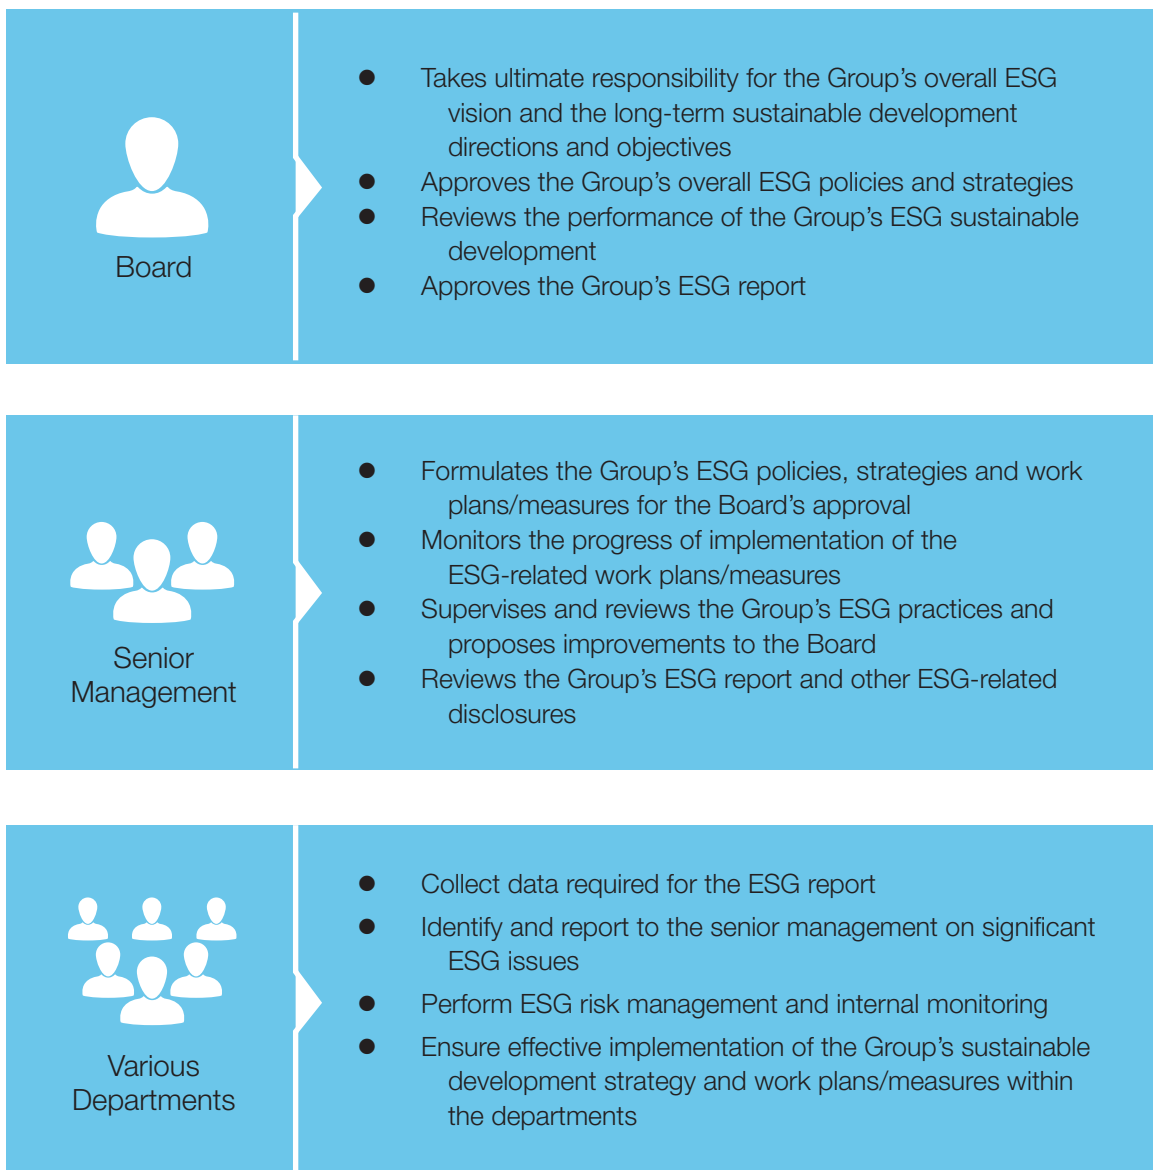 Board
● Takes ultimate responsibility for the Group’s overall ESG
vision and the long-term sustainable development
directions and objectives
● Approves the Group’s overall ESG policies and strategies
● Reviews the performance of the Group’s ESG sustainable
development
● Approves the Group’s ESG report
Senior
Management
● Formulates the Group’s ESG policies, strategies and work
plans/measures for the Board’s approval
● Monitors the progress of implementation of the
ESG-related work plans/measures
● Supervises and reviews the Group’s ESG practices and
proposes improvements to the Board
● Reviews the Group’s ESG report and other ESG-related
disclosures
Various
Departments
● Collect data required for the ESG report
● Identify and report to the senior management on significant
ESG issues
● Perform ESG risk management and internal monitoring
● Ensure effective implementation of the Group’s sustainable
development strategy and work plans/measures within
the departments